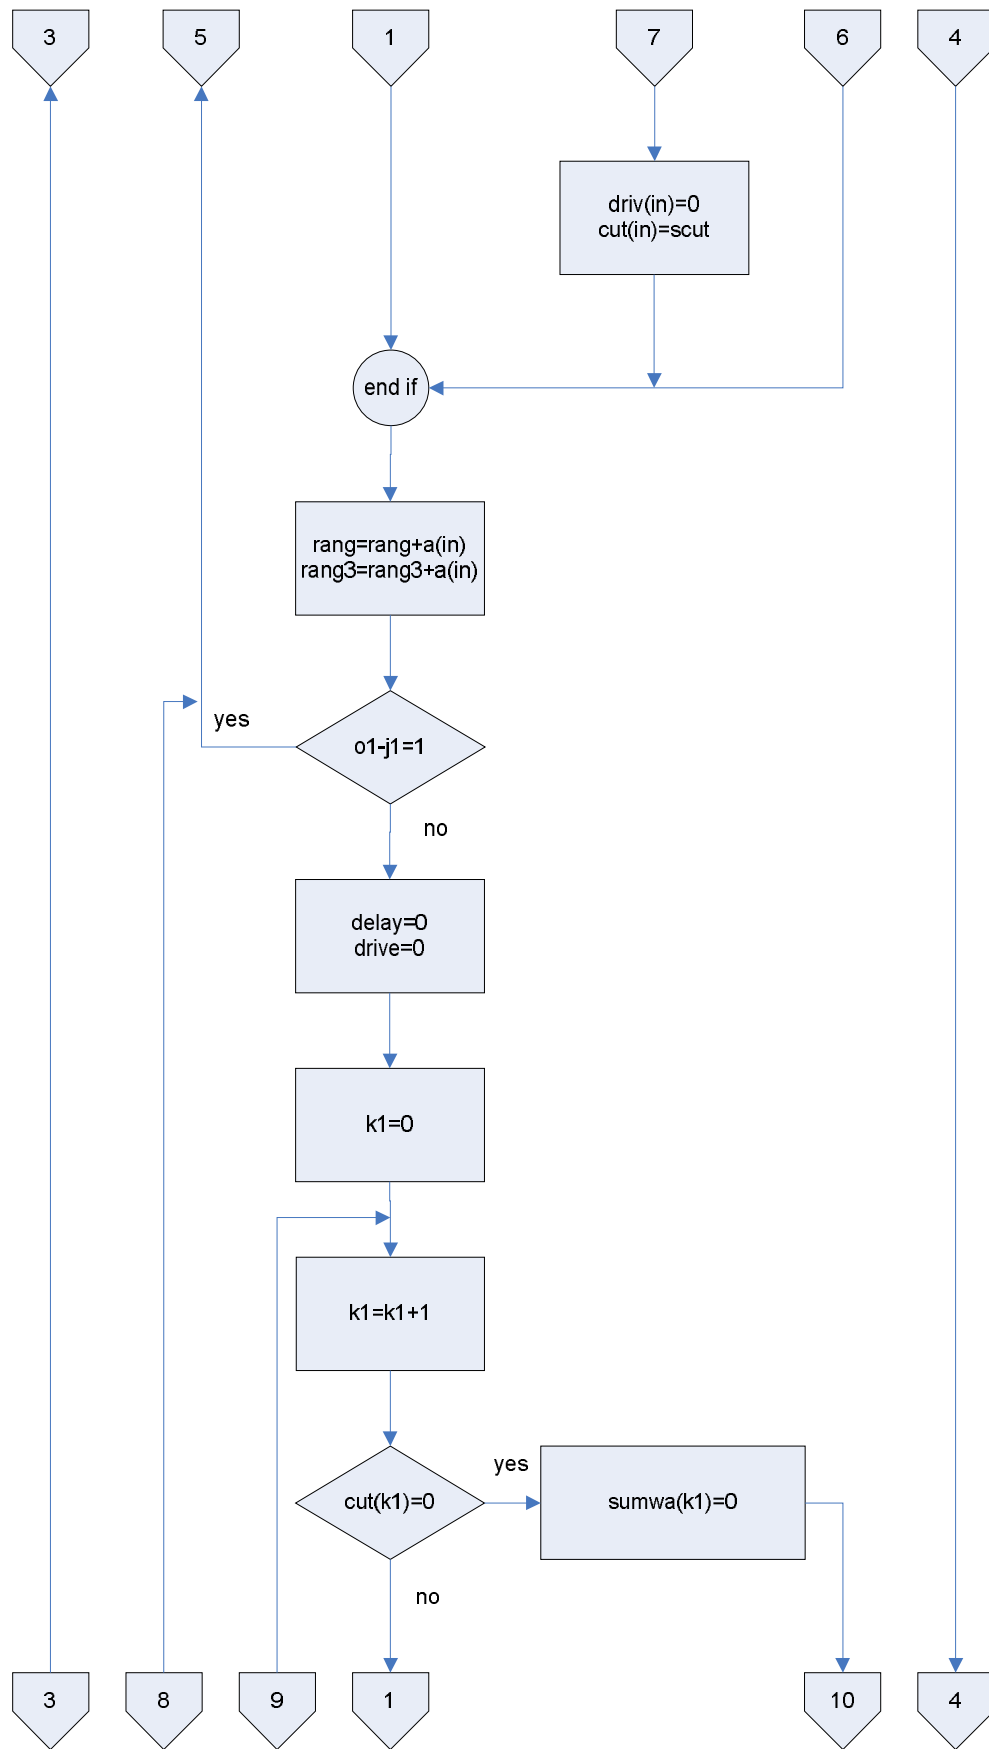 3
5
1
7
6
4
driv(in)=0
cut(in)=scut
end if
rang=rang+a(in)
rang3=rang3+a(in)
yes
o1-j1=1
no
delay=0
drive=0
k1=0
k1=k1+1
yes
cut(k1)=0
sumwa(k1)=0
no
3
8
9
1
10
4